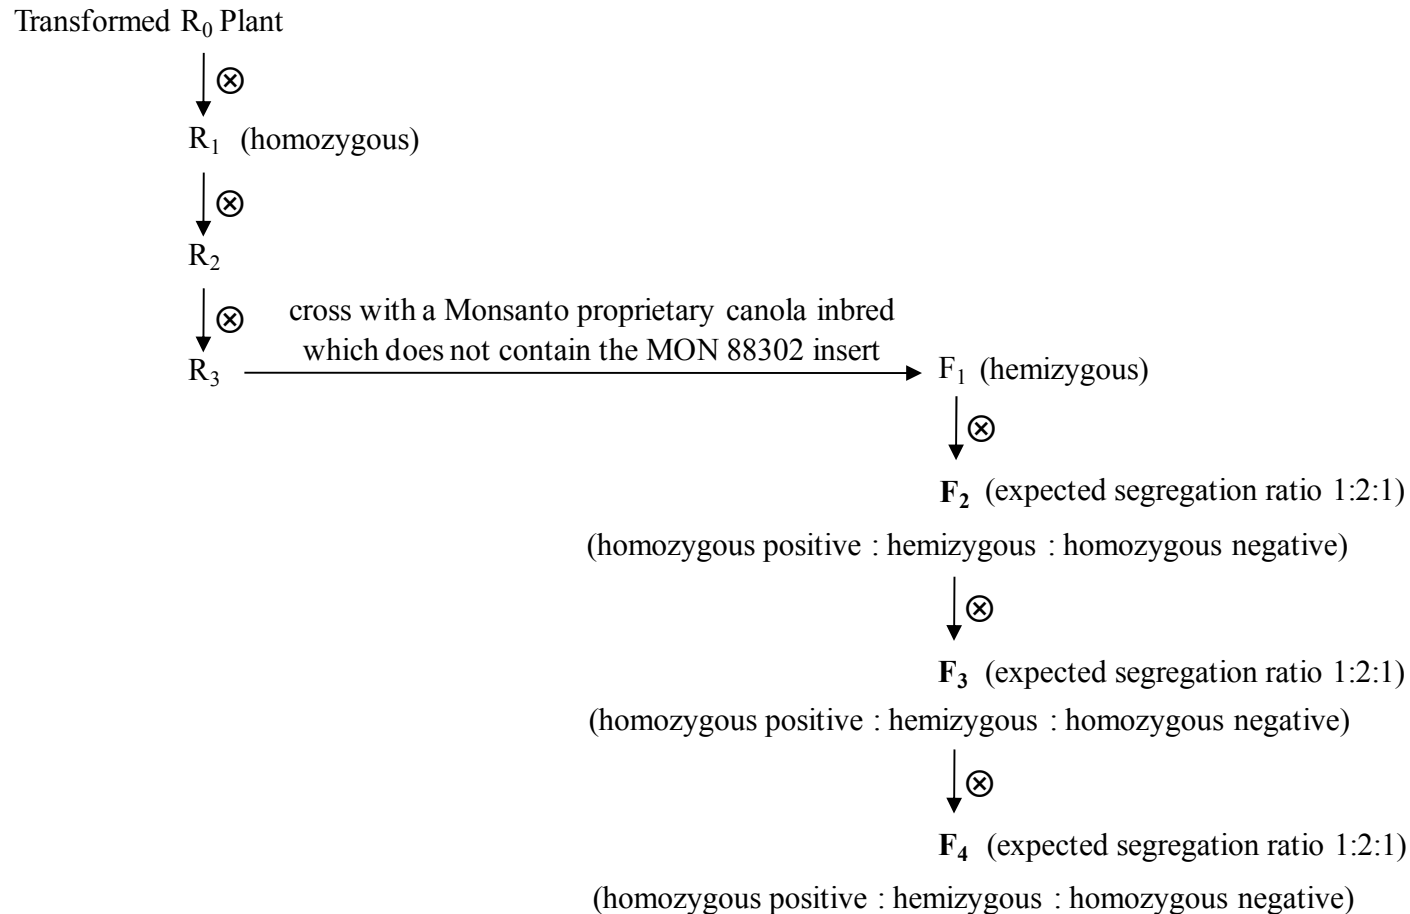 Transformed R₀ Plant
⊗
R₁ (homozygous)
⊗
R₂
⊗
cross with a Monsanto proprietary canola inbred
which does not contain the MON 88302 insert
R₃
F₁ (hemizygous)
⊗
F₂ (expected segregation ratio 1:2:1)
(homozygous positive : hemizygous : homozygous negative)
⊗
F₃ (expected segregation ratio 1:2:1)
(homozygous positive : hemizygous : homozygous negative)
⊗
F₄ (expected segregation ratio 1:2:1)
(homozygous positive : hemizygous : homozygous negative)